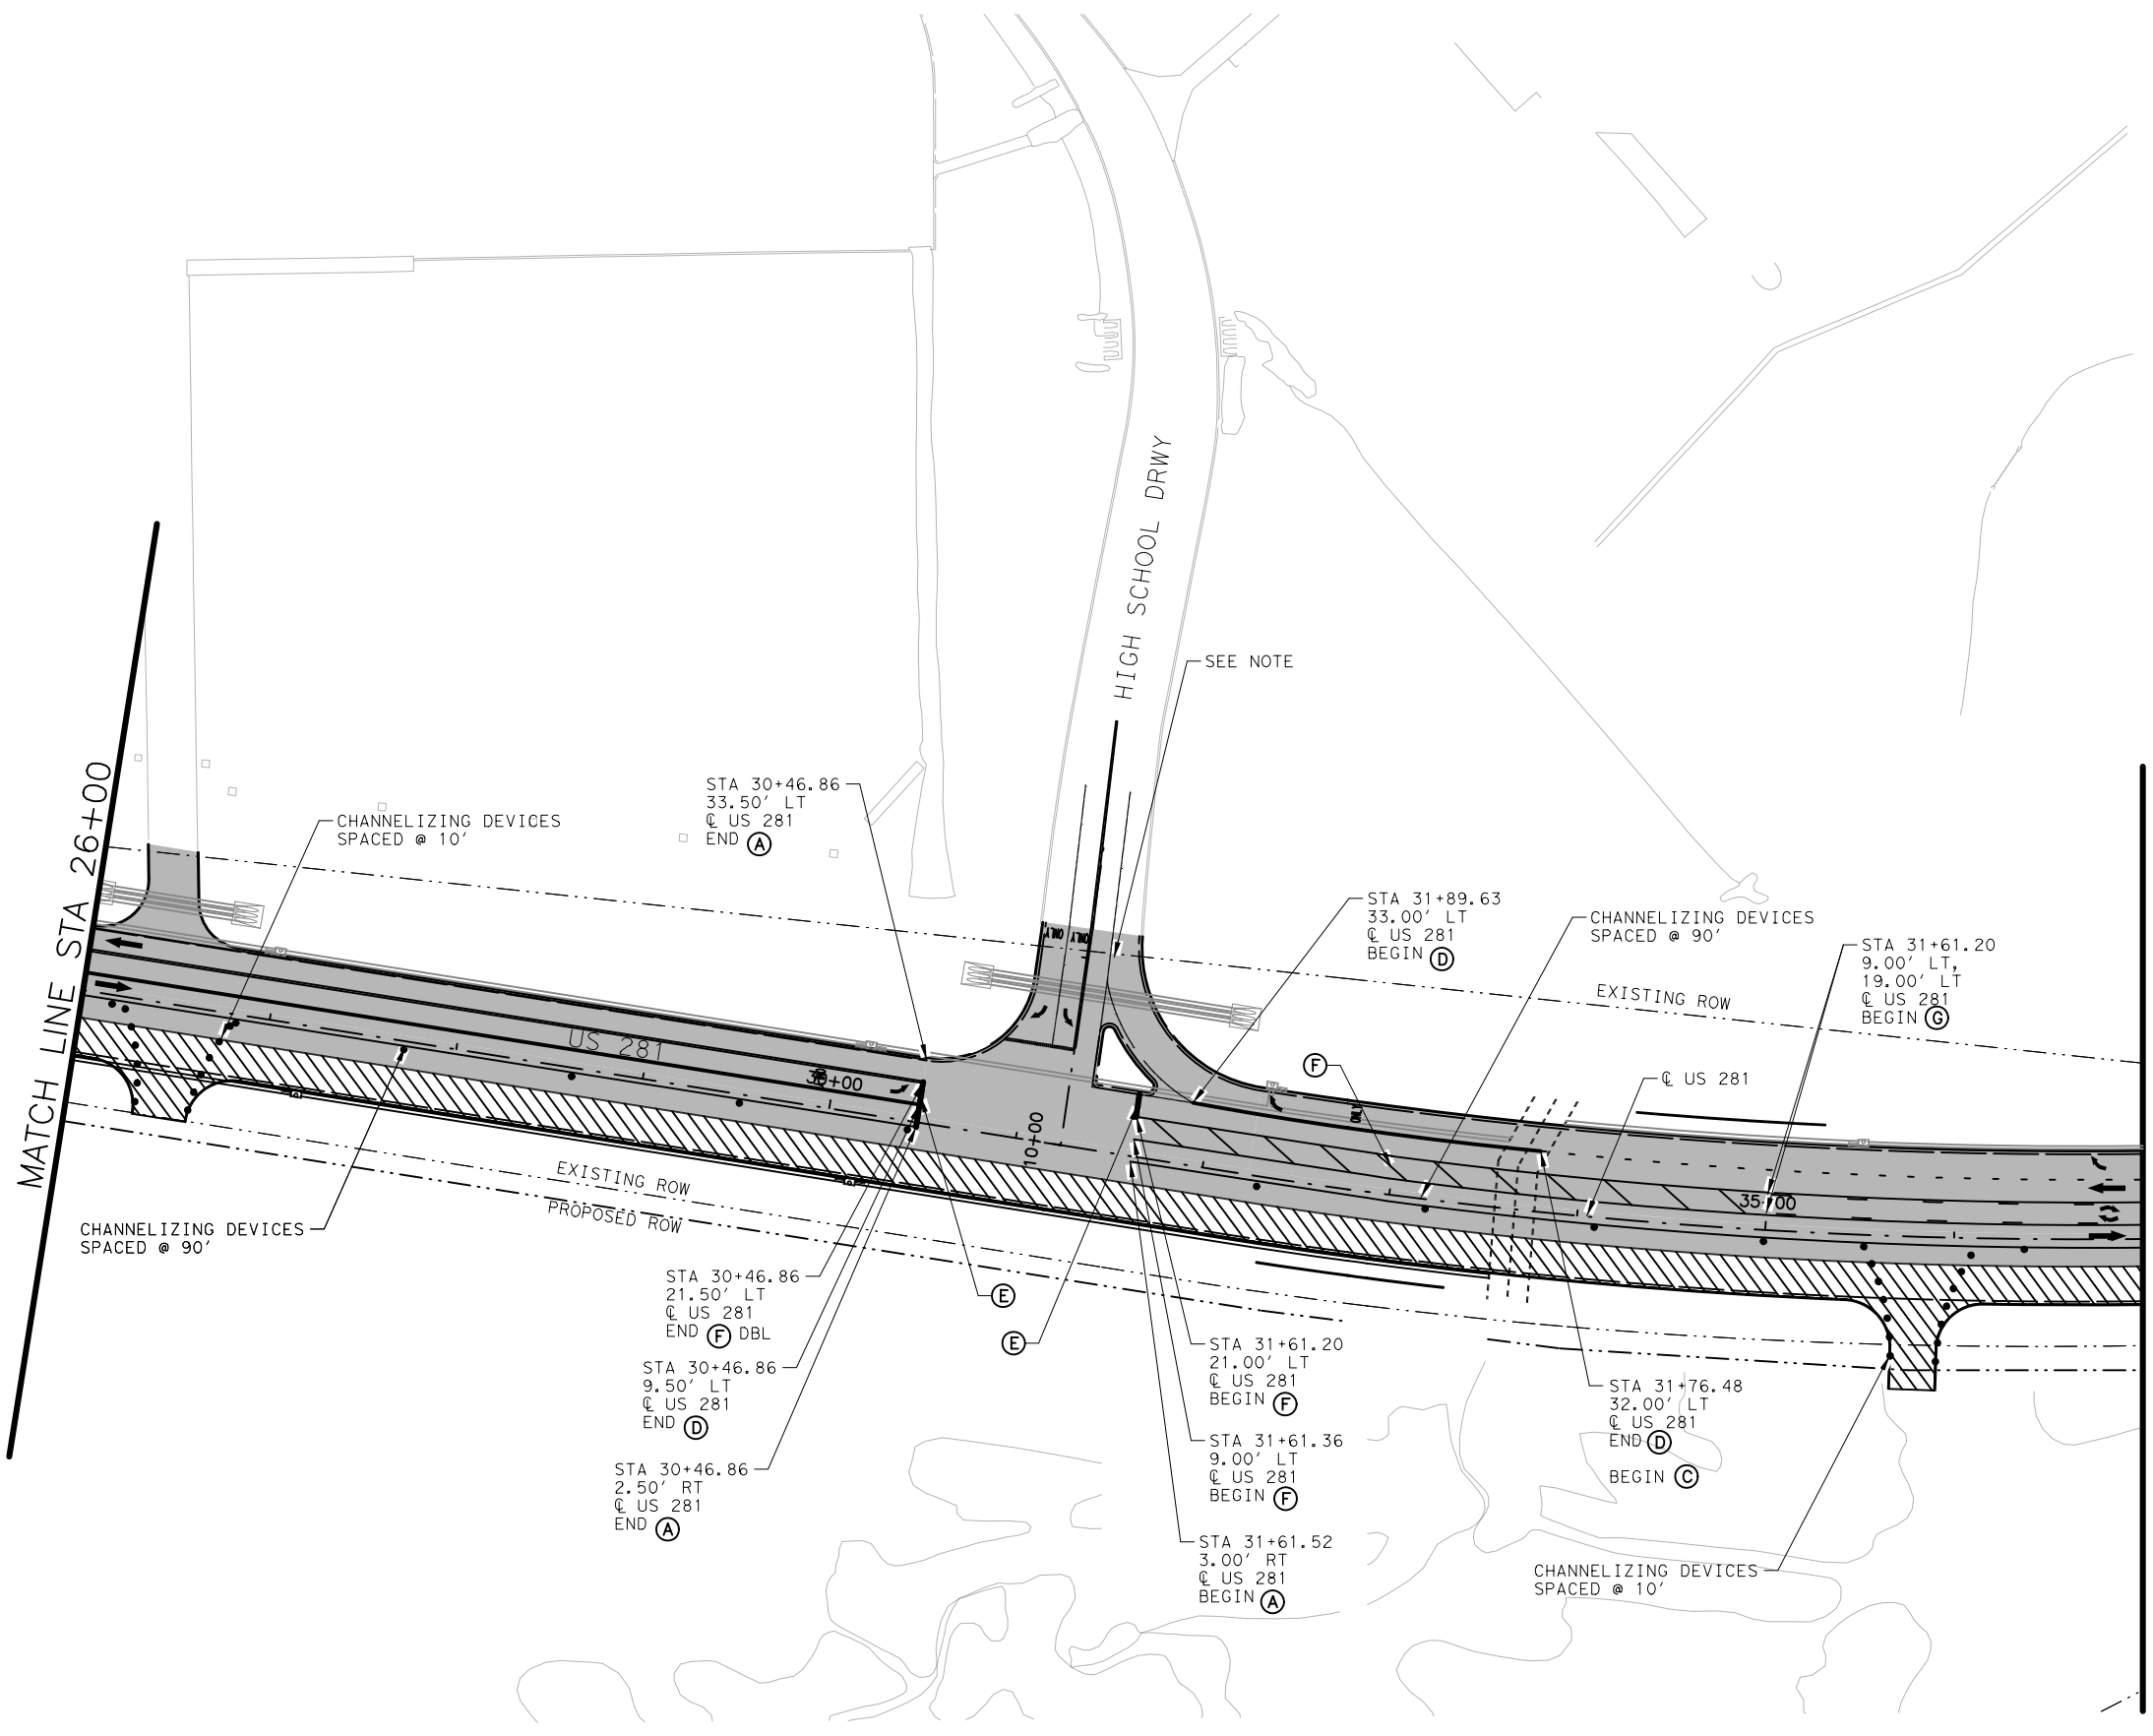 HIGH SCHOOL DRWY
SEE NOTE
MATCH LINE STA 26+00
STA 30+46.86
33.50' LT
℄ US 281
END Ⓐ
CHANNELIZING DEVICES
SPACED @ 10'
STA 31+89.63
33.00' LT
℄ US 281
BEGIN Ⓓ
CHANNELIZING DEVICES
SPACED @ 90'
STA 31+61.20
9.00' LT,
19.00' LT
℄ US 281
BEGIN Ⓖ
ONLY
ONLY
EXISTING ROW
US 281
Ⓕ
℄ US 281
+00
ONLY
10+00
EXISTING ROW
PROPOSED ROW
35+00
CHANNELIZING DEVICES
SPACED @ 90'
STA 30+46.86
21.50' LT
℄ US 281
END Ⓕ DBL
Ⓔ
Ⓔ
STA 30+46.86
9.50' LT
℄ US 281
END Ⓓ
STA 31+61.20
21.00' LT
℄ US 281
BEGIN Ⓕ
STA 31+76.48
32.00' LT
℄ US 281
END Ⓓ
BEGIN Ⓒ
STA 30+46.86
2.50' RT
℄ US 281
END Ⓐ
STA 31+61.36
9.00' LT
℄ US 281
BEGIN Ⓕ
STA 31+61.52
3.00' RT
℄ US 281
BEGIN Ⓐ
CHANNELIZING DEVICES
SPACED @ 10'